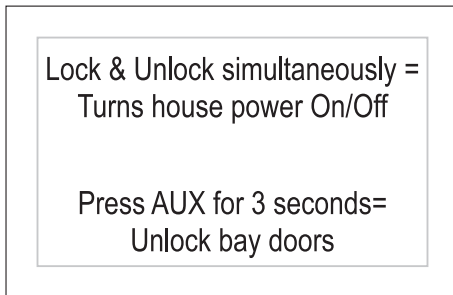 Lock & Unlock simultaneously =
Turns house power On/Off
Press AUX for 3 seconds=
Unlock bay doors